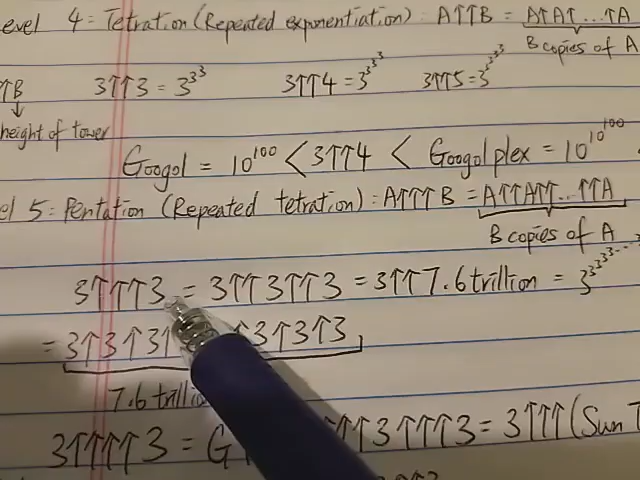 evel 4: Tetration (Repeated exponentiation): A↑↑B = A↑A↑...↑A
B copies of A
↑B 3↑↑3 = 3^3^3 3↑↑4 = 3^3^3^3 3↑↑5 = 3^3^3^3^3
height of tower
Googol = 10^100 < 3↑↑4 < Googolplex = 10^10^100
el 5: Pentation (Repeated tetration): A↑↑↑B = A↑↑A↑↑...↑↑A
B copies of A
3↑↑↑3 = 3↑↑3↑↑3 = 3↑↑7.6 trillion = 3^3^3^3^3...
= 3↑3↑3↑ ↑3↑3↑3
7.6 trillio
3↑↑↑↑3 = G ↑↑3↑↑↑3 = 3↑↑↑(Sun T